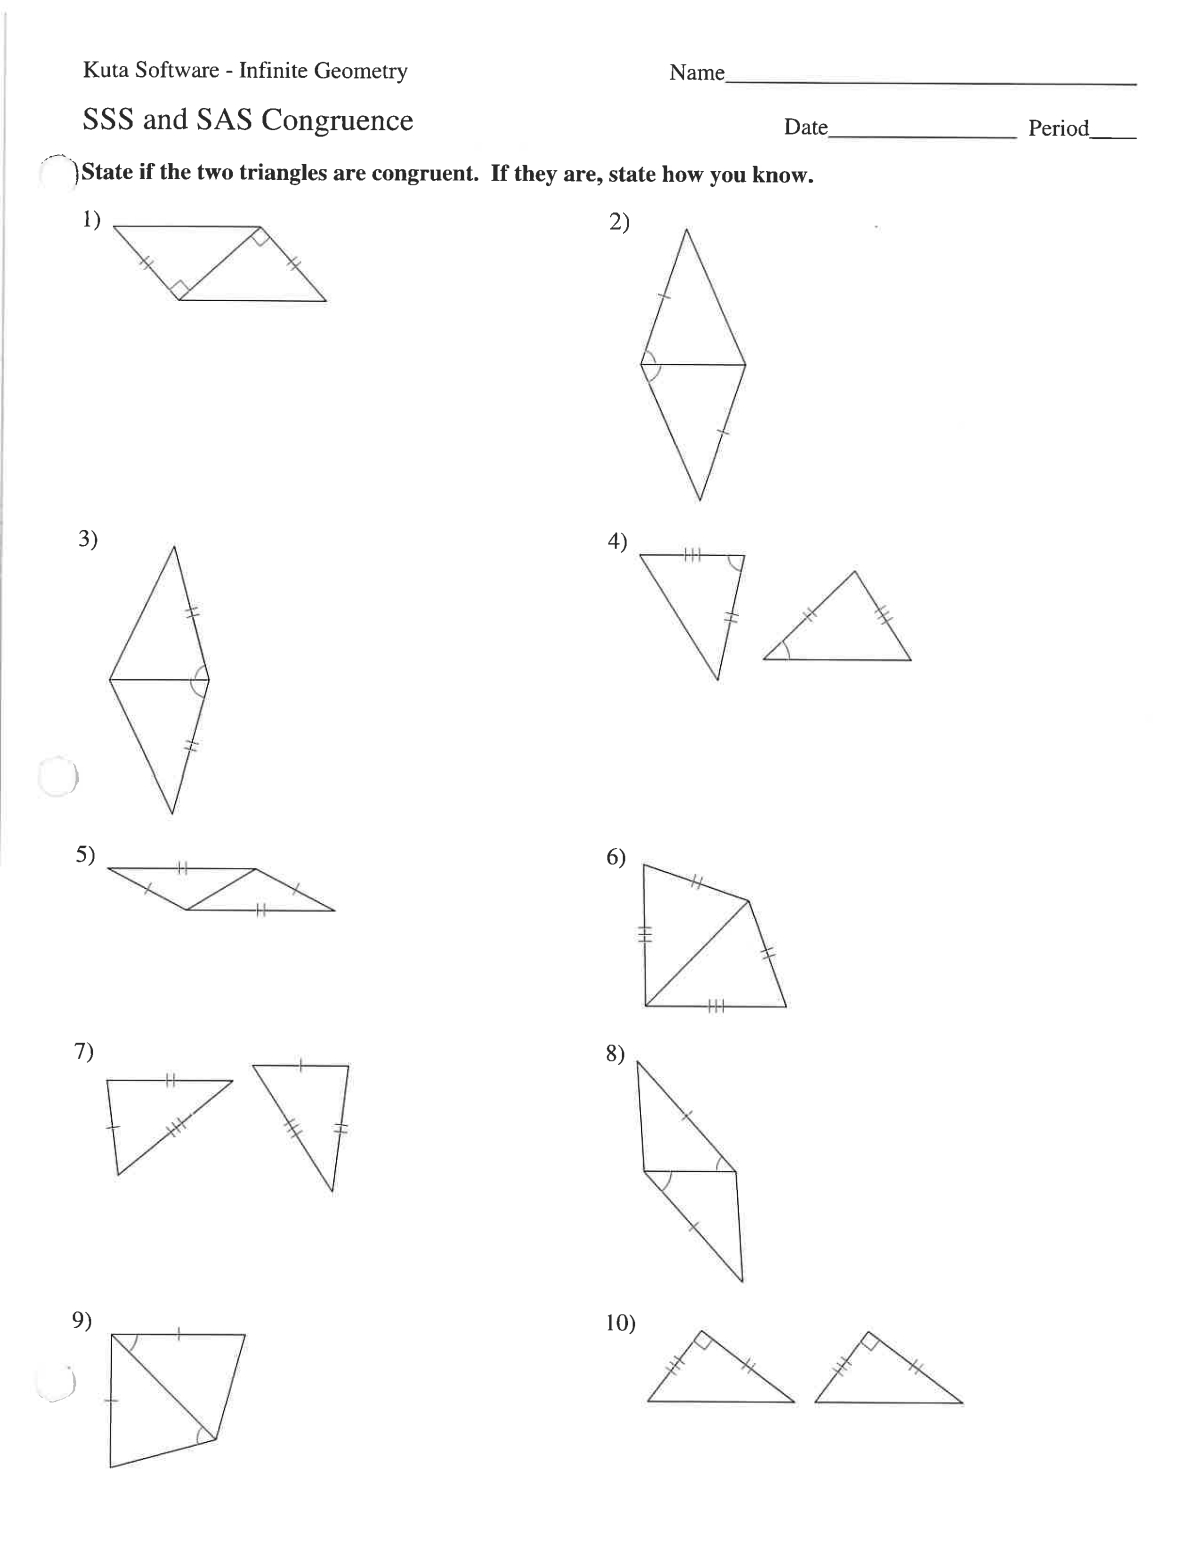 Kuta Software - Infinite Geometry
Name
SSS and SAS Congruence
Date Period
State if the two triangles are congruent. If they are, state how you know.
1)
2)
3)
4)
5)
6)
7)
8)
9)
10)